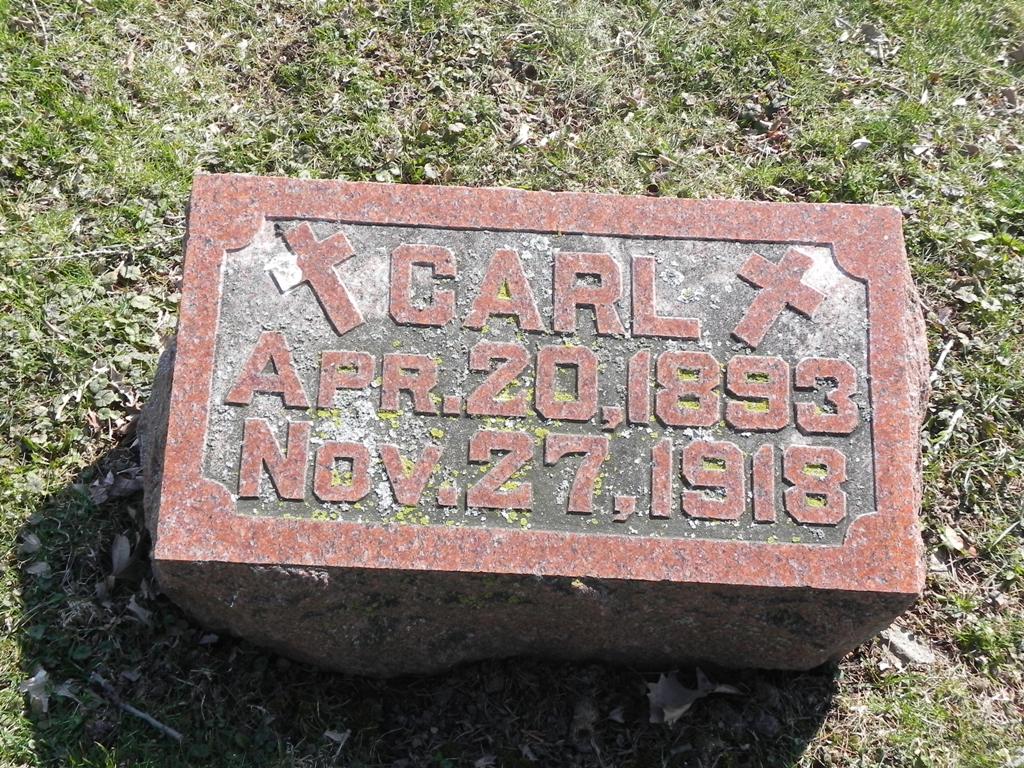 CARL
APR. 20, 1893
NOV. 27, 1918